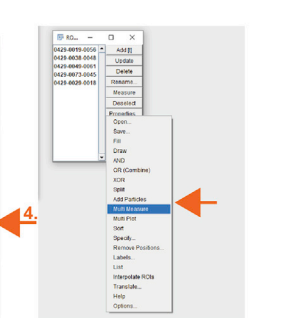 RO...
0429-0019-0056
0429-0038-0048
0429-0049-0061
0429-0073-0045
0429-0029-0018
Add [t]
Update
Delete
Rename...
Measure
Deselect
Properties...
Open...
Save...
Fill
Draw
AND
OR (Combine)
XOR
Split
Add Particles
Multi Measure
Multi Plot
Sort
Specify...
Remove Positions...
Labels...
List
Interpolate ROIs
Translate...
Help
Options...
4.